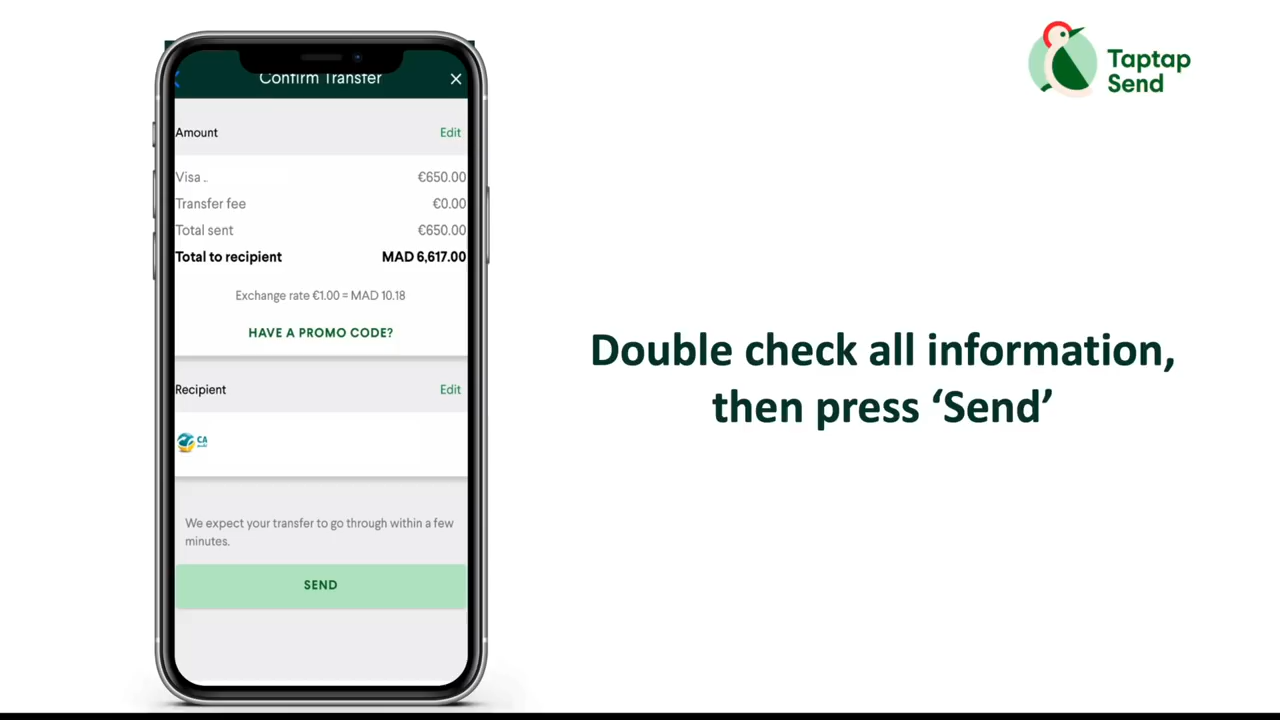 Confirm Transfer
Amount
Edit
Visa ..
€650.00
Transfer fee
€0.00
Total sent
€650.00
Total to recipient
MAD 6,617.00
Exchange rate €1.00 = MAD 10.18
HAVE A PROMO CODE?
Recipient
Edit
CA
We expect your transfer to go through within a few
minutes.
SEND
Taptap
Send
Double check all information,
then press ‘Send’